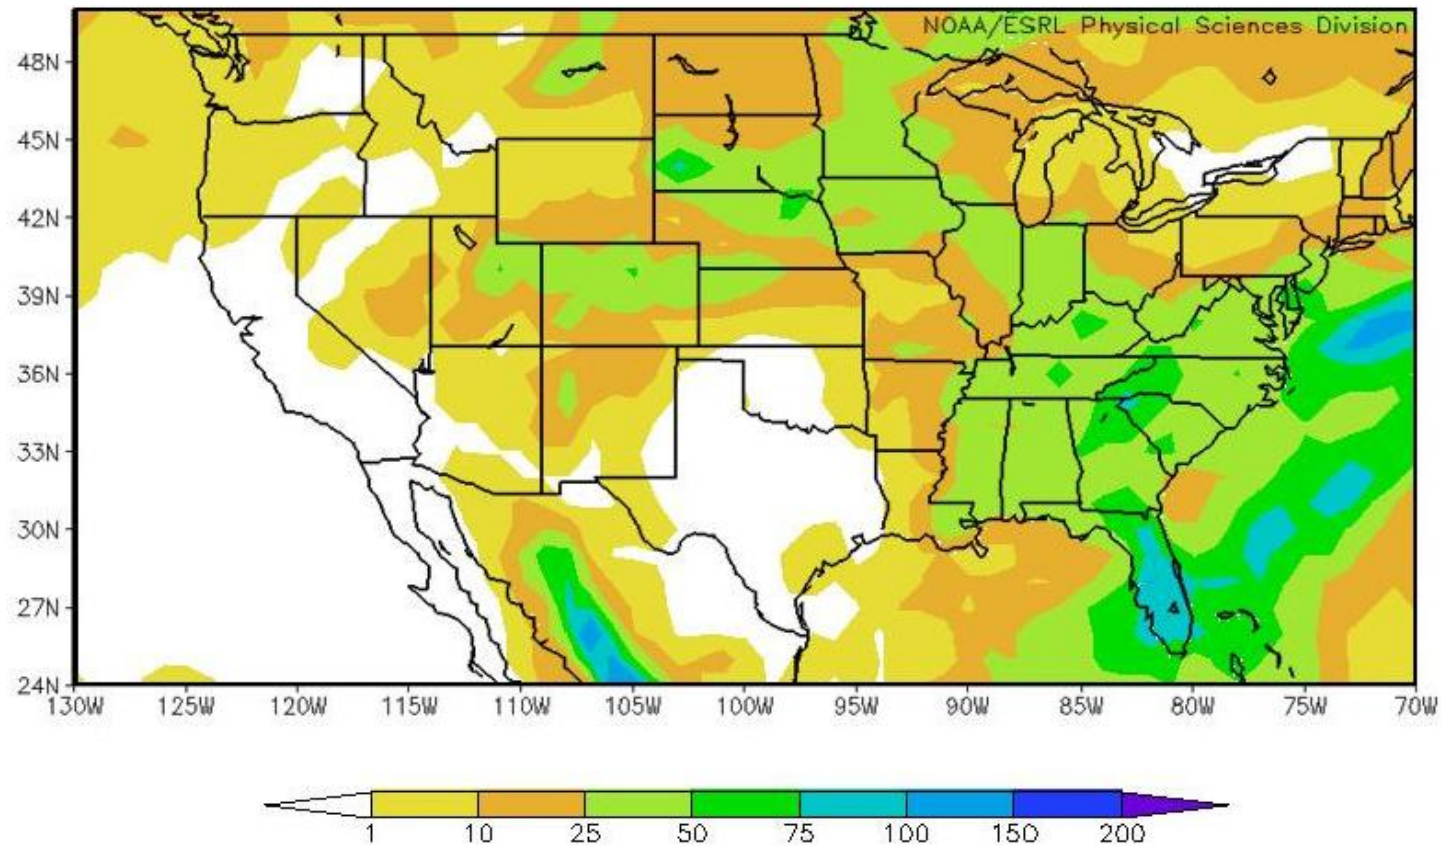 NOAA/ESRL Physical Sciences Division
48N
45N
42N
39N
36N
33N
30N
27N
24N
130W 125W 120W 115W 110W 105W 100W 95W 90W 85W 80W 75W 70W
1 10 25 50 75 100 150 200